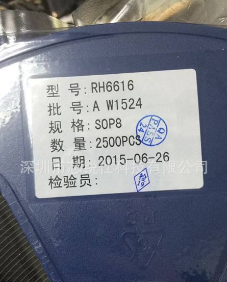 型 号: RH6616
批 号: A W1524
规 格: SOP8
数 量: 2500PCS
日 期: 2015-06-26
检验员: